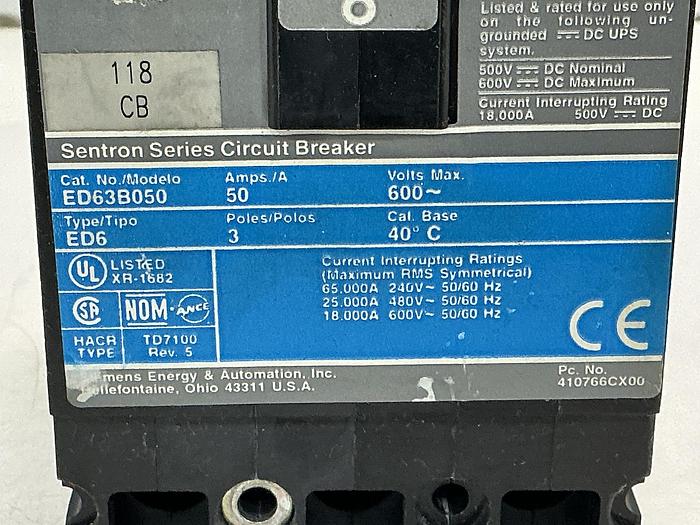 Listed & rated for use only
on the following un-
grounded ⎓ DC UPS
system.
500V ⎓ DC Nominal
600V ⎓ DC Maximum
Current Interrupting Rating
18,000A 500V ⎓ DC
118
CB
Sentron Series Circuit Breaker
Cat. No./Modelo Amps./A Volts Max.
ED63B050 50 600~
Type/Tipo Poles/Polos Cal. Base
ED6 3 40° C
UL LISTED
XR-1682
SA NOM-ANCE
HACR TYPE
TD7100 Rev. 5
Current Interrupting Ratings
(Maximum RMS Symmetrical)
65,000A 240V~ 50/60 Hz
25,000A 480V~ 50/60 Hz
18,000A 600V~ 50/60 Hz
CE
mens Energy & Automation, Inc.
llefontaine, Ohio 43311 U.S.A.
Pc. No.
410766CX00